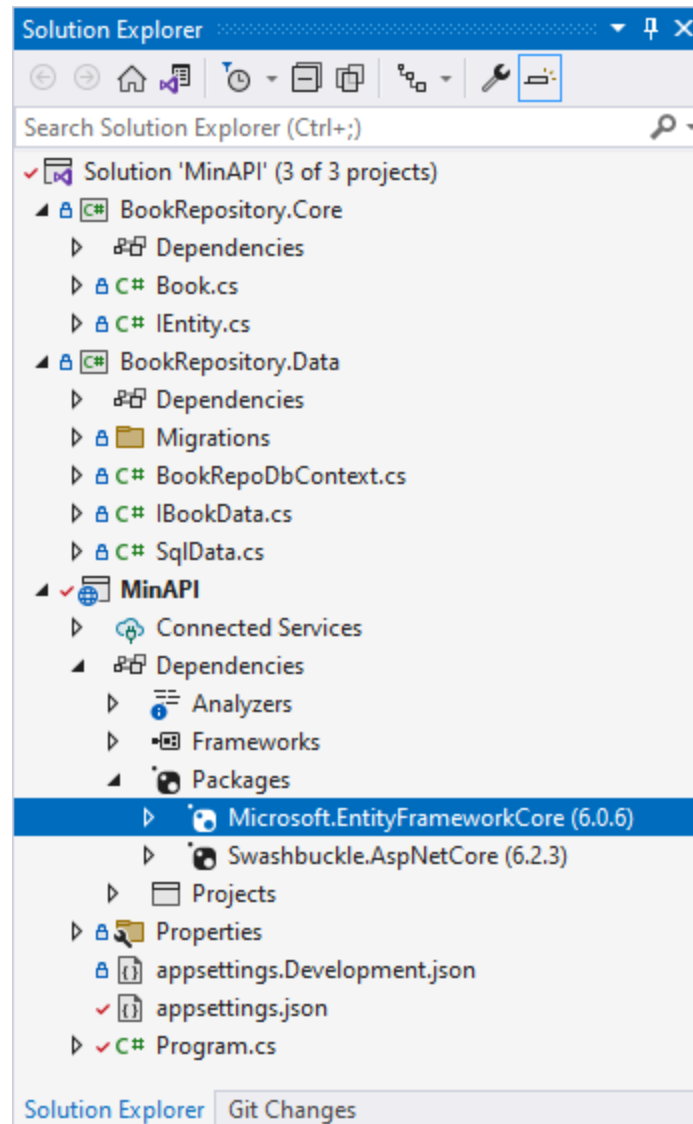 Solution Explorer
Search Solution Explorer (Ctrl+;)
Solution 'MinAPI' (3 of 3 projects)
C# BookRepository.Core
Dependencies
C# Book.cs
C# IEntity.cs
C# BookRepository.Data
Dependencies
Migrations
C# BookRepoDbContext.cs
C# IBookData.cs
C# SqlData.cs
MinAPI
Connected Services
Dependencies
Analyzers
Frameworks
Packages
Microsoft.EntityFrameworkCore (6.0.6)
Swashbuckle.AspNetCore (6.2.3)
Projects
Properties
appsettings.Development.json
appsettings.json
C# Program.cs
Solution Explorer Git Changes